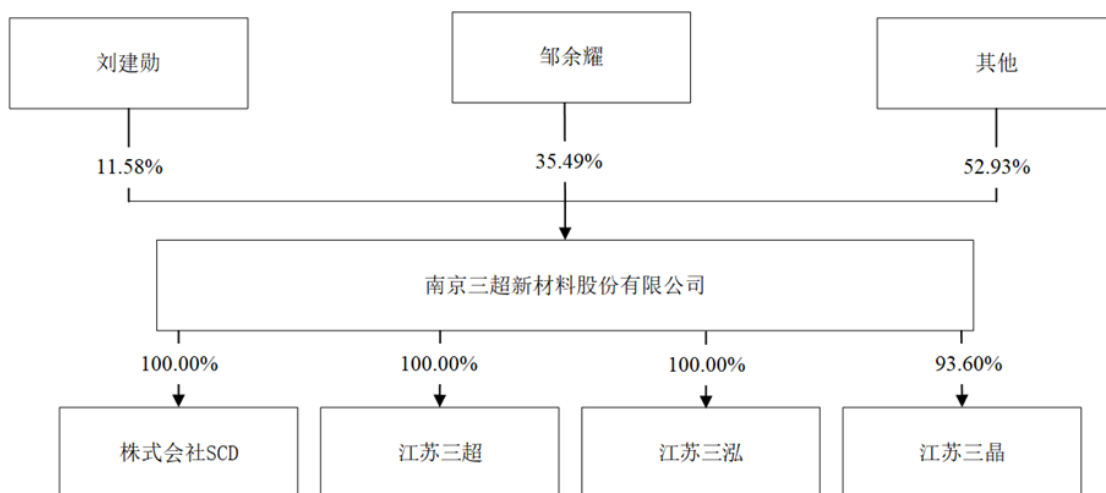 刘建勋
邹余耀
其他
11.58%
35.49%
52.93%
南京三超新材料股份有限公司
100.00%
100.00%
100.00%
93.60%
株式会社SCD
江苏三超
江苏三泓
江苏三晶